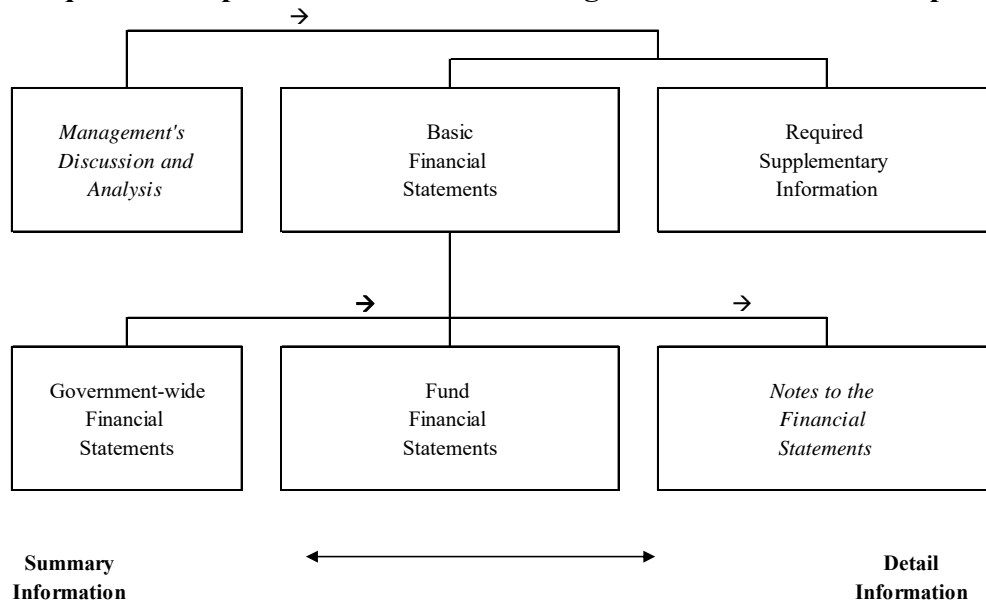 Management's
Discussion and
Analysis
Basic
Financial
Statements
Required
Supplementary
Information
Government-wide
Financial
Statements
Fund
Financial
Statements
Notes to the
Financial
Statements
Summary
Information
Detail
Information